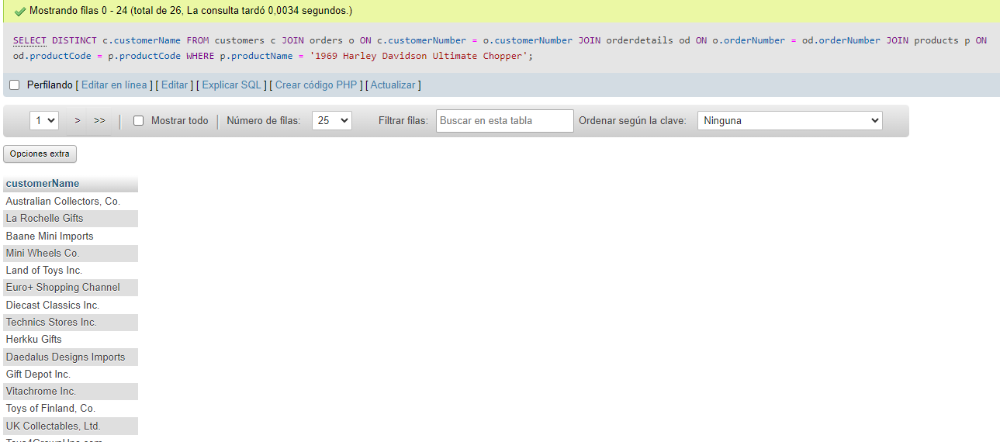 Mostrando filas 0 - 24 (total de 26, La consulta tardó 0,0034 segundos.)
SELECT DISTINCT c.customerName FROM customers c JOIN orders o ON c.customerNumber = o.customerNumber JOIN orderdetails od ON o.orderNumber = od.orderNumber JOIN products p ON
od.productCode = p.productCode WHERE p.productName = '1969 Harley Davidson Ultimate Chopper';
Perfilando [ Editar en línea ] [ Editar ] [ Explicar SQL ] [ Crear código PHP ] [ Actualizar ]
1 > >> | Mostrar todo | Número de filas: 25 Filtrar filas: Buscar en esta tabla Ordenar según la clave: Ninguna
Opciones extra
customerName
Australian Collectors, Co.
La Rochelle Gifts
Baane Mini Imports
Mini Wheels Co.
Land of Toys Inc.
Euro+ Shopping Channel
Diecast Classics Inc.
Technics Stores Inc.
Herkku Gifts
Daedalus Designs Imports
Gift Depot Inc.
Vitachrome Inc.
Toys of Finland, Co.
UK Collectables, Ltd.